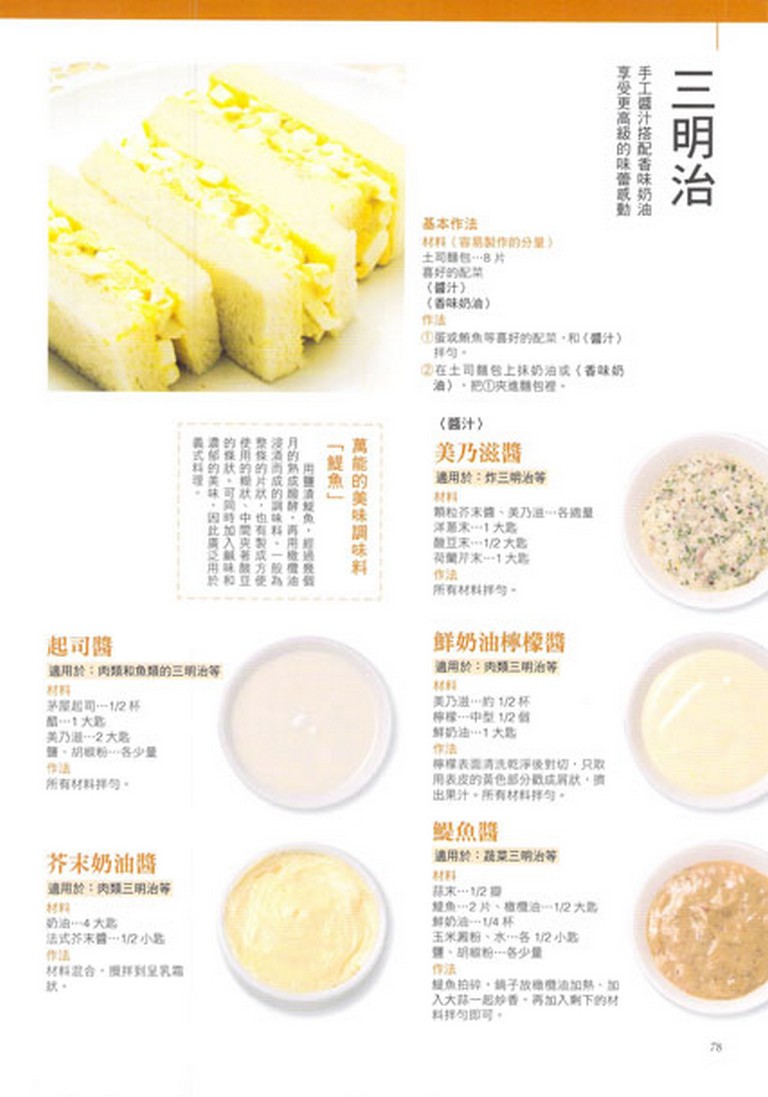 三明治
手工醬汁搭配香味奶油
享受更高級的味蕾感動
基本作法
材料（容易製作的分量）
土司麵包…8 片
喜好的配菜
〈醬汁〉
〈香味奶油〉
作法
①蛋或鮪魚等喜好的配菜，和〈醬汁〉
拌勻。
②在土司麵包上抹奶油或〈香味奶
油〉，把①夾進麵包裡。
萬能的美味調味料
「鯷魚」
用鹽漬鯷魚，經過幾個
月的熟成醱酵，再用橄欖油
浸漬而成的調味料。一般為
整條的片狀，也有製成方便
使用的糊狀、中間夾著酸豆
的條狀。可同時加入鹹味和
濃郁的美味，因此廣泛用於
義式料理。
〈醬汁〉
美乃滋醬
適用於：炸三明治等
材料
顆粒芥末醬、美乃滋…各適量
洋蔥末…1 大匙
酸豆末…1/2 大匙
荷蘭芹末…1 大匙
作法
所有材料拌勻。
鮮奶油檸檬醬
適用於：肉類三明治等
材料
美乃滋…約 1/2 杯
檸檬…中型 1/2 個
鮮奶油…1 大匙
作法
檸檬表面清洗乾淨後對切，只取
用表皮的黃色部分戳成屑狀，擠
出果汁。所有材料拌勻。
鯷魚醬
適用於：蔬菜三明治等
材料
蒜末…1/2 瓣
鯷魚…2 片、橄欖油…1/2 大匙
鮮奶油…1/4 杯
玉米澱粉、水…各 1/2 小匙
鹽、胡椒粉…各少量
作法
鯷魚拍碎，鍋子放橄欖油加熱，加
入大蒜一起炒香。再加入剩下的材
料拌勻即可。
起司醬
適用於：肉類和魚類的三明治等
材料
茅屋起司…1/2 杯
醋…1 大匙
美乃滋…2 大匙
鹽、胡椒粉…各少量
作法
所有材料拌勻。
芥末奶油醬
適用於：肉類三明治等
材料
奶油…4 大匙
法式芥末醬…1/2 小匙
作法
材料混合，攪拌到呈乳霜
狀。
78